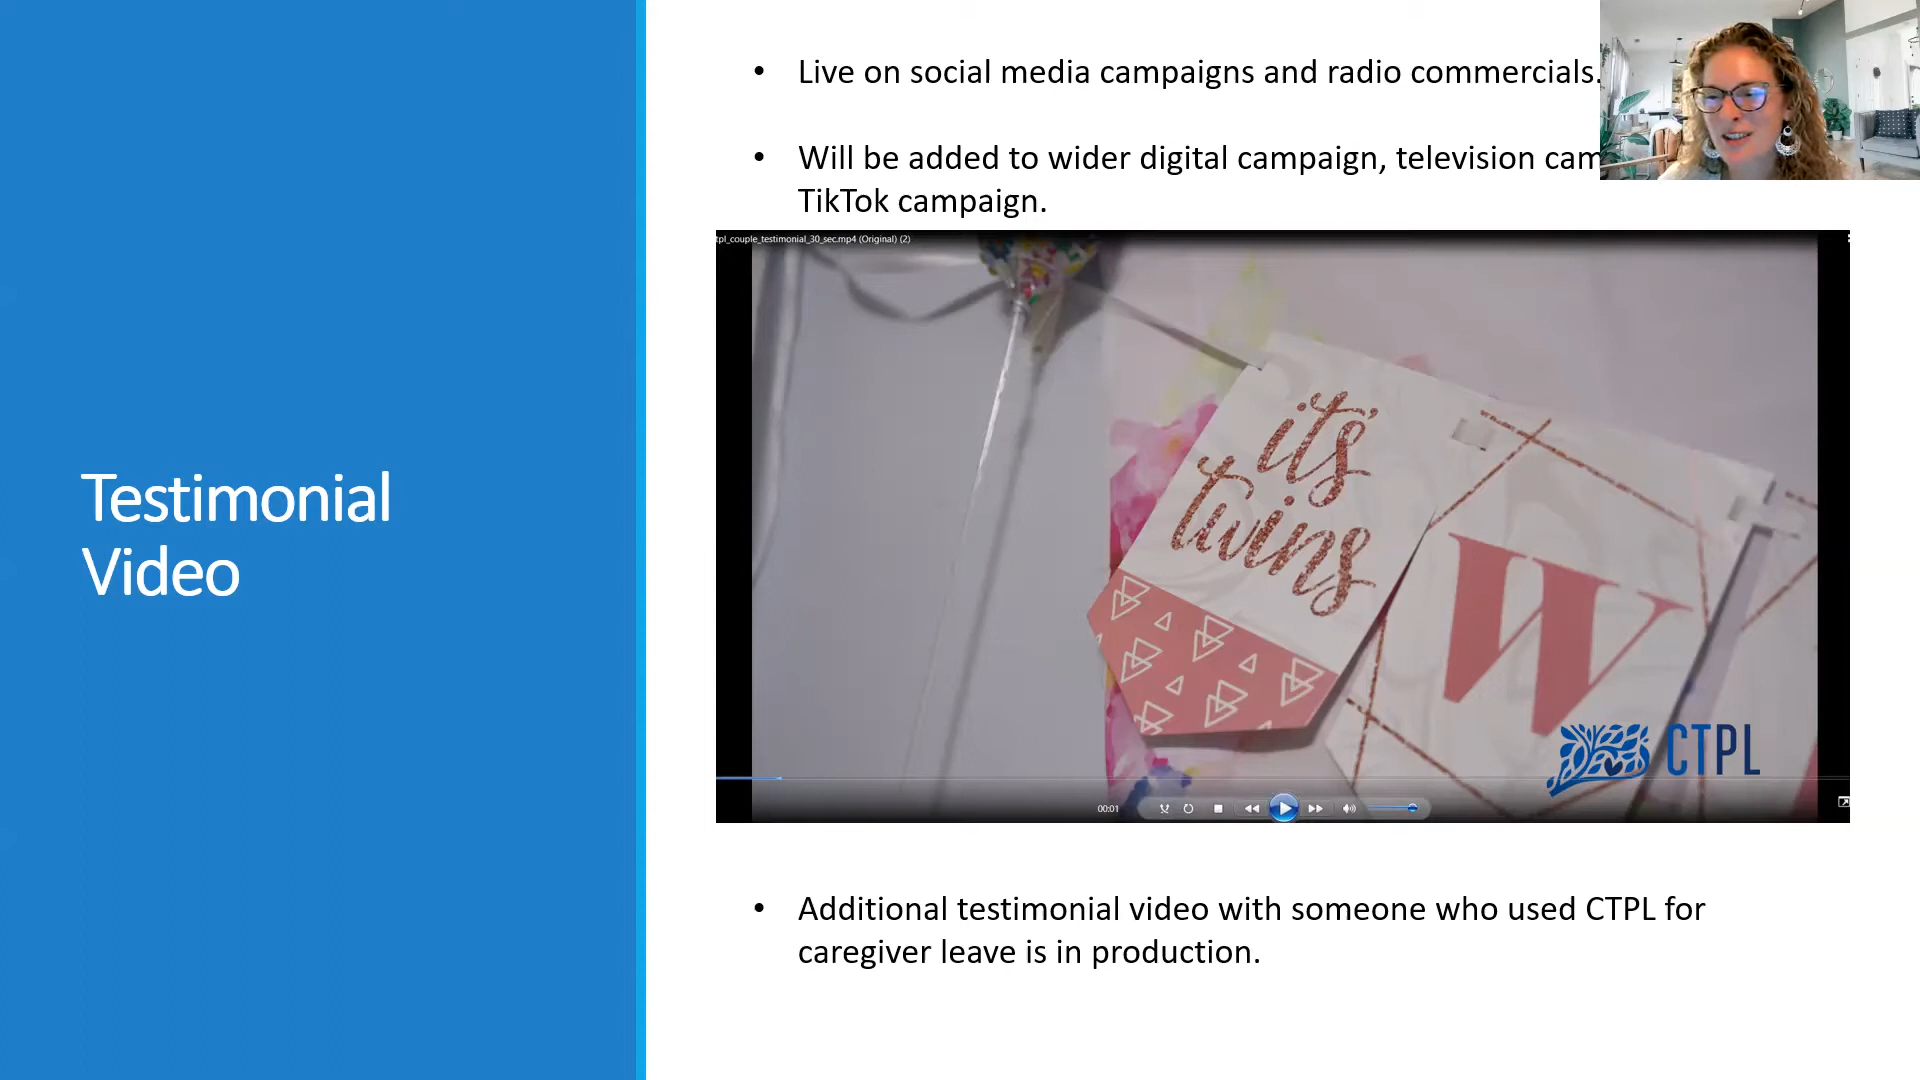 Testimonial
Video
• Live on social media campaigns and radio commercials.
• Will be added to wider digital campaign, television
TikTok campaign.
tpl_couple_testimonial_30_sec.mp4 (Original) (2)
it's
twins
W
CTPL
00:01
• Additional testimonial video with someone who used CTPL for
caregiver leave is in production.